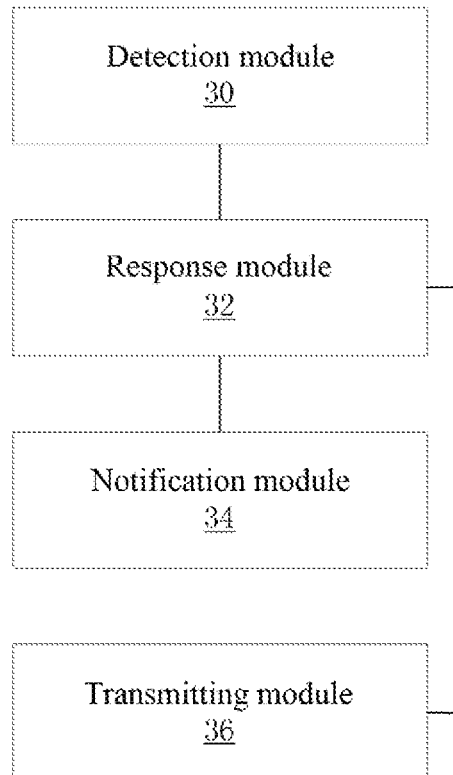 Detection module
30
Response module
32
Notification module
34
Transmitting module
36